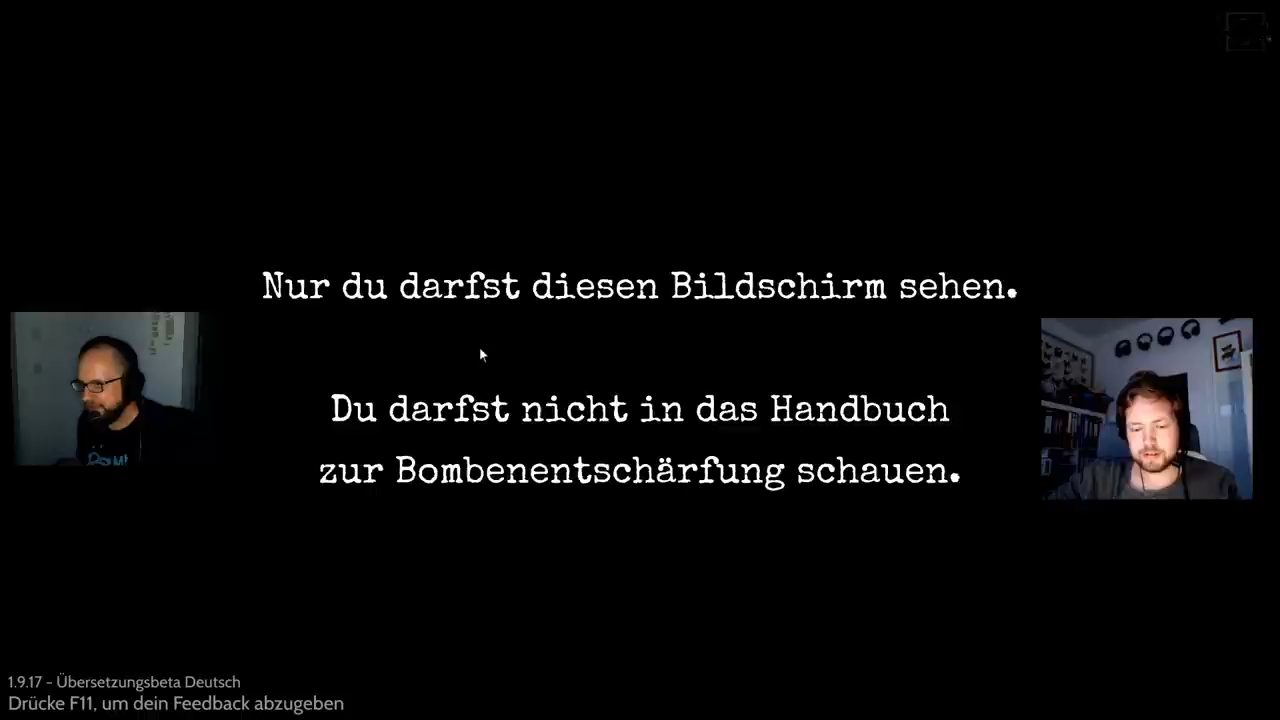 Nur du darfst diesen Bildschirm sehen.
Du darfst nicht in das Handbuch
zur Bombenentschärfung schauen.
1.9.17 - Übersetzungsbeta Deutsch
Drücke F11, um dein Feedback abzugeben